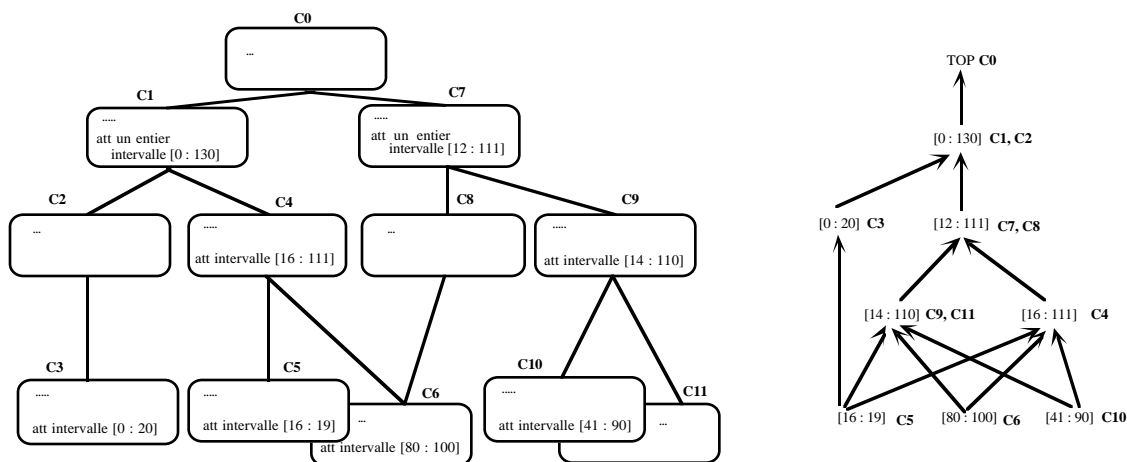 C0
...
C1
.....
att un entier
intervalle [0 : 130]
C7
.....
att un entier
intervalle [12 : 111]
C2
...
C4
.....
att intervalle [16 : 111]
C8
...
C9
.....
att intervalle [14 : 110]
C3
.....
att intervalle [0 : 20]
C5
.....
att intervalle [16 : 19]
C6
...
att intervalle [80 : 100]
C10
.....
att intervalle [41 : 90]
C11
...
TOP C0
[0 : 130] C1, C2
[0 : 20] C3
[12 : 111] C7, C8
[14 : 110] C9, C11
[16 : 111] C4
[16 : 19] C5
[80 : 100] C6
[41 : 90] C10